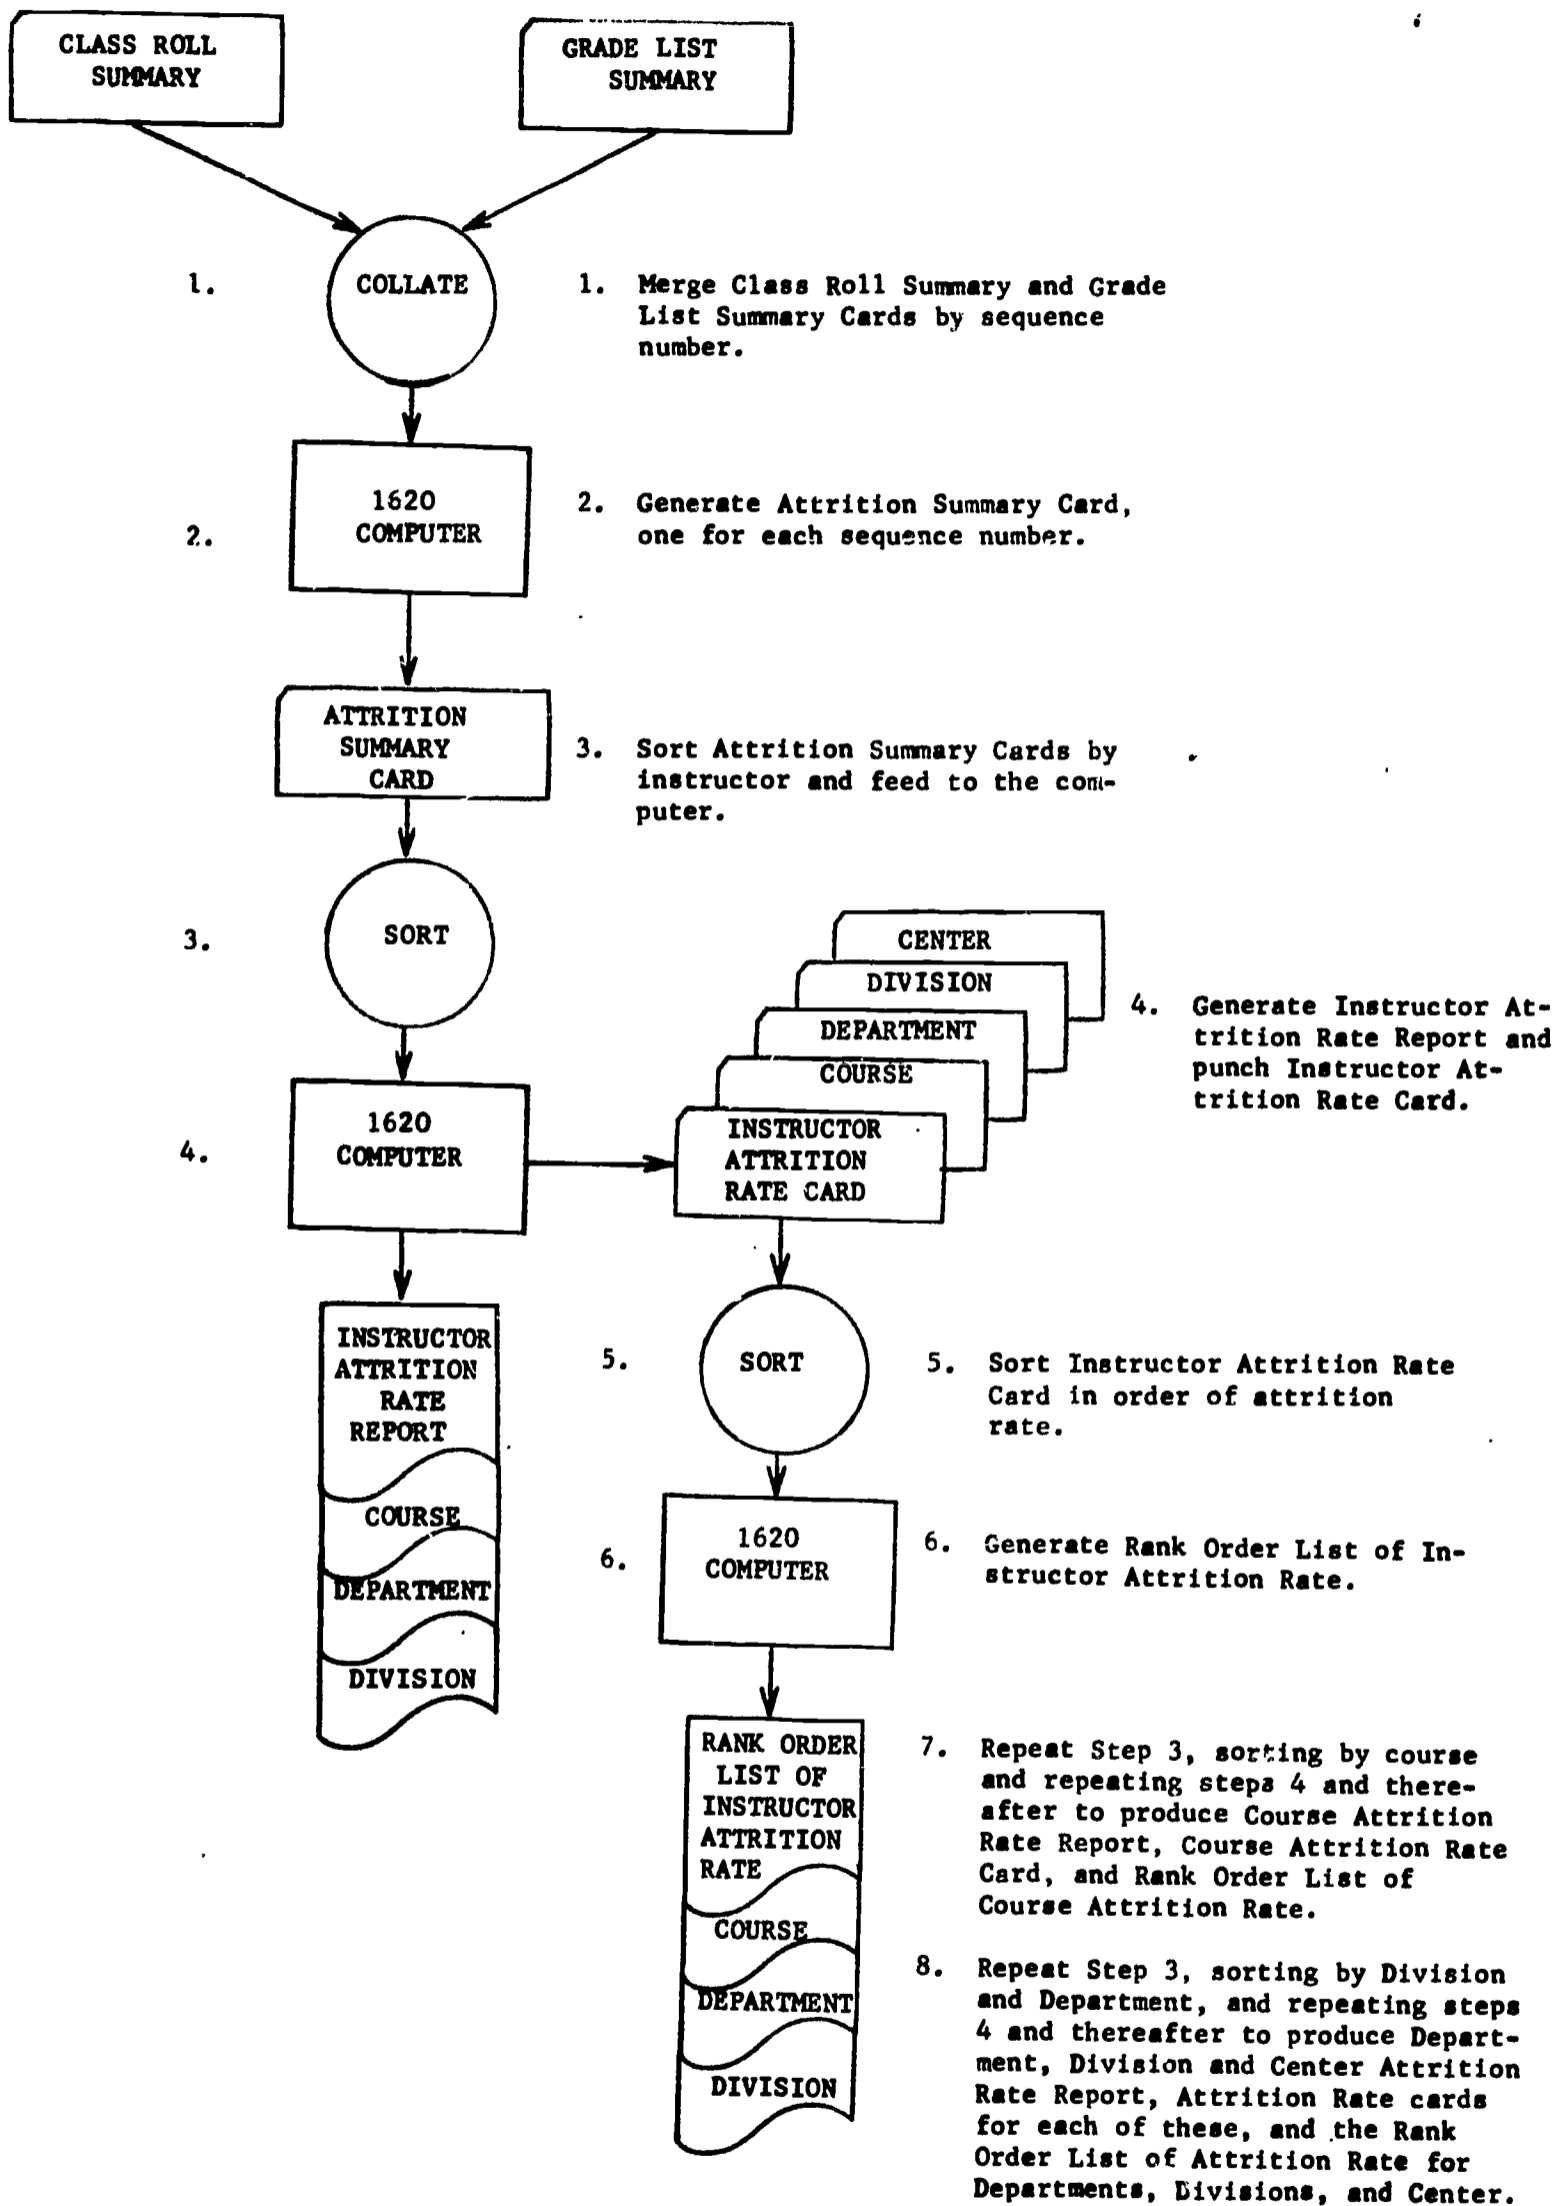 CLASS ROLL
SUMMARY
GRADE LIST
SUMMARY
1.
COLLATE
1. Merge Class Roll Summary and Grade
List Summary Cards by sequence
number.
2.
1620
COMPUTER
2. Generate Attrition Summary Card,
one for each sequence number.
ATTRITION
SUMMARY
CARD
3. Sort Attrition Summary Cards by
instructor and feed to the com-
puter.
3.
SORT
CENTER
DIVISION
DEPARTMENT
COURSE
INSTRUCTOR
ATTRITION
RATE CARD
4. Generate Instructor At-
trition Rate Report and
punch Instructor At-
trition Rate Card.
4.
1620
COMPUTER
INSTRUCTOR
ATTRITION
RATE
REPORT
COURSE
DEPARTMENT
DIVISION
5.
SORT
5. Sort Instructor Attrition Rate
Card in order of attrition
rate.
6.
1620
COMPUTER
6. Generate Rank Order List of In-
structor Attrition Rate.
RANK ORDER
LIST OF
INSTRUCTOR
ATTRITION
RATE
COURSE
DEPARTMENT
DIVISION
7. Repeat Step 3, sorting by course
and repeating steps 4 and there-
after to produce Course Attrition
Rate Report, Course Attrition Rate
Card, and Rank Order List of
Course Attrition Rate.
8. Repeat Step 3, sorting by Division
and Department, and repeating steps
4 and thereafter to produce Depart-
ment, Division and Center Attrition
Rate Report, Attrition Rate cards
for each of these, and the Rank
Order List of Attrition Rate for
Departments, Divisions, and Center.